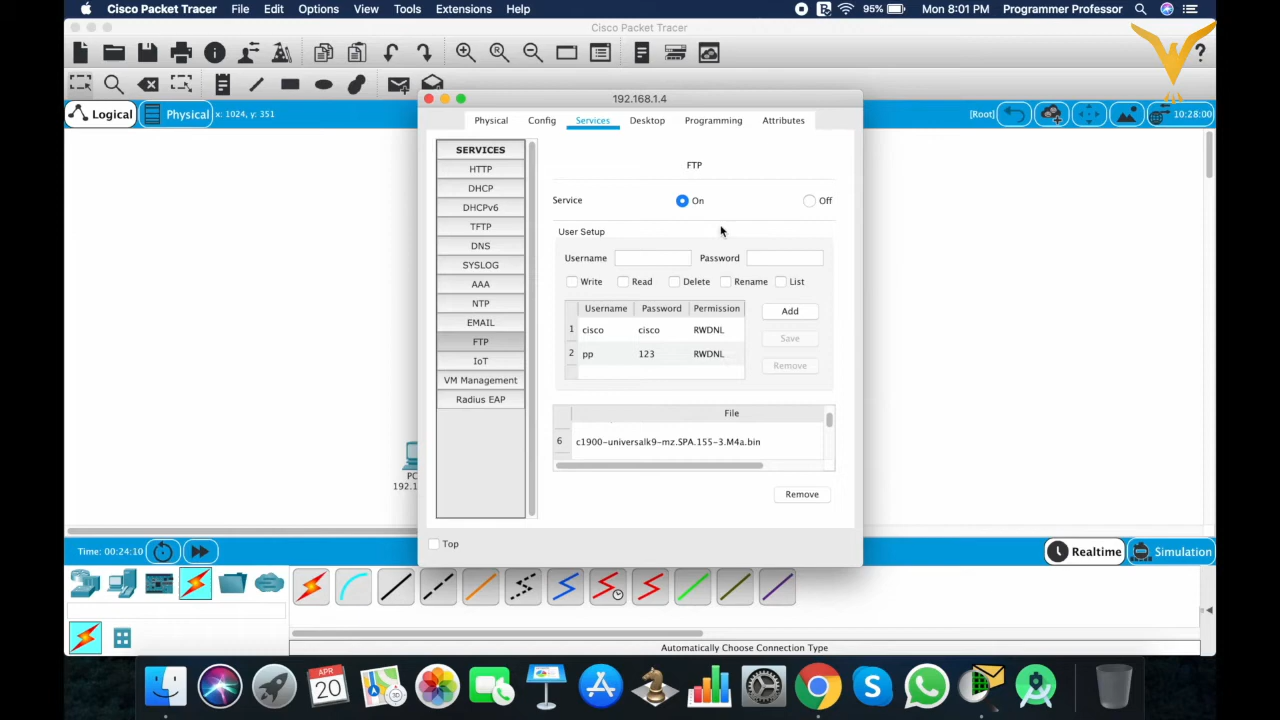 Cisco Packet Tracer File Edit Options View Tools Extensions Help 95% Mon 8:01 PM Programmer Professor
Cisco Packet Tracer
?
192.168.1.4
Logical Physical x: 1024, y: 351 [Root] 10:28:00
Physical Config Services Desktop Programming Attributes
SERVICES
HTTP
DHCP
DHCPv6
TFTP
DNS
SYSLOG
AAA
NTP
EMAIL
FTP
IoT
VM Management
Radius EAP
FTP
Service On Off
User Setup
Username Password
Write Read Delete Rename List
Username Password Permission
1 cisco cisco RWDNL
2 pp 123 RWDNL
Add
Save
Remove
File
6 c1900-universalk9-mz.SPA.155-3.M4a.bin
Remove
Top
PC
192.1
Time: 00:24:10 Realtime Simulation
Automatically Choose Connection Type
APR
20